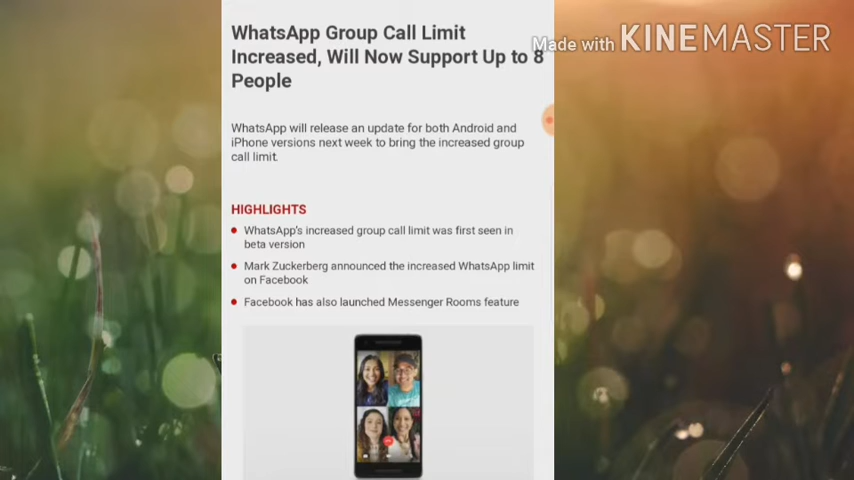 WhatsApp Group Call Limit
Increased, Will Now Support Up to 8
People
Made with KINEMASTER
WhatsApp will release an update for both Android and
iPhone versions next week to bring the increased group
call limit.
HIGHLIGHTS
WhatsApp's increased group call limit was first seen in
beta version
Mark Zuckerberg announced the increased WhatsApp limit
on Facebook
Facebook has also launched Messenger Rooms feature